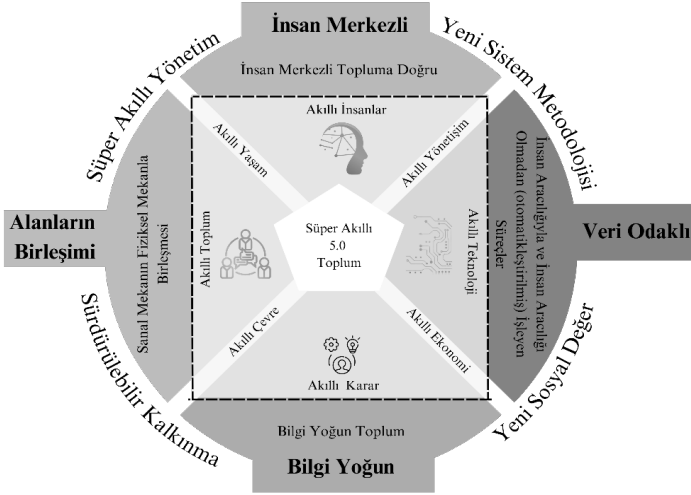 İnsan Merkezli
İnsan Merkezli Topluma Doğru
Süper Akıllı Yönetim
Yeni Sistem Metodolojisi
Akıllı İnsanlar
Akıllı Yaşam
Akıllı Yönetişim
Alanların
Birleşimi
Sanal Mekanın Fiziksel Mekanla
Birleşmesi
Akıllı Toplum
Süper Akıllı
5.0
Toplum
Akıllı Teknoloji
İnsan Aracılığıyla ve İnsan Aracılığı
Olmadan (otomatikleştirilmiş) İşleyen
Süreçler
Veri Odaklı
Akıllı Çevre
Akıllı Ekonomi
Akıllı Karar
Sürdürülebilir Kalkınma
Yeni Sosyal Değer
Bilgi Yoğun Toplum
Bilgi Yoğun